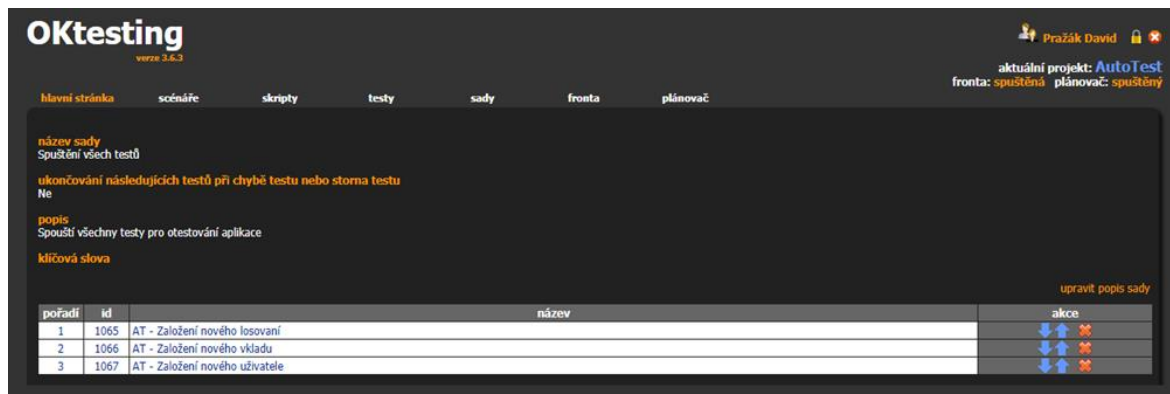 OKtesting
verze 3.6.3
Pražák David
aktuální projekt: AutoTest
fronta: spuštěná plánovač: spuštěný
hlavní stránka scénáře skripty testy sady fronta plánovač
název sady
Spuštění všech testů
ukončování následujících testů při chybě testu nebo storna testu
Ne
popis
Spouští všechny testy pro otestování aplikace
klíčová slova
upravit popis sady
pořadí id název akce
1 1065 AT - Založení nového losovaní
2 1066 AT - Založení nového vkladu
3 1067 AT - Založení nového uživatele